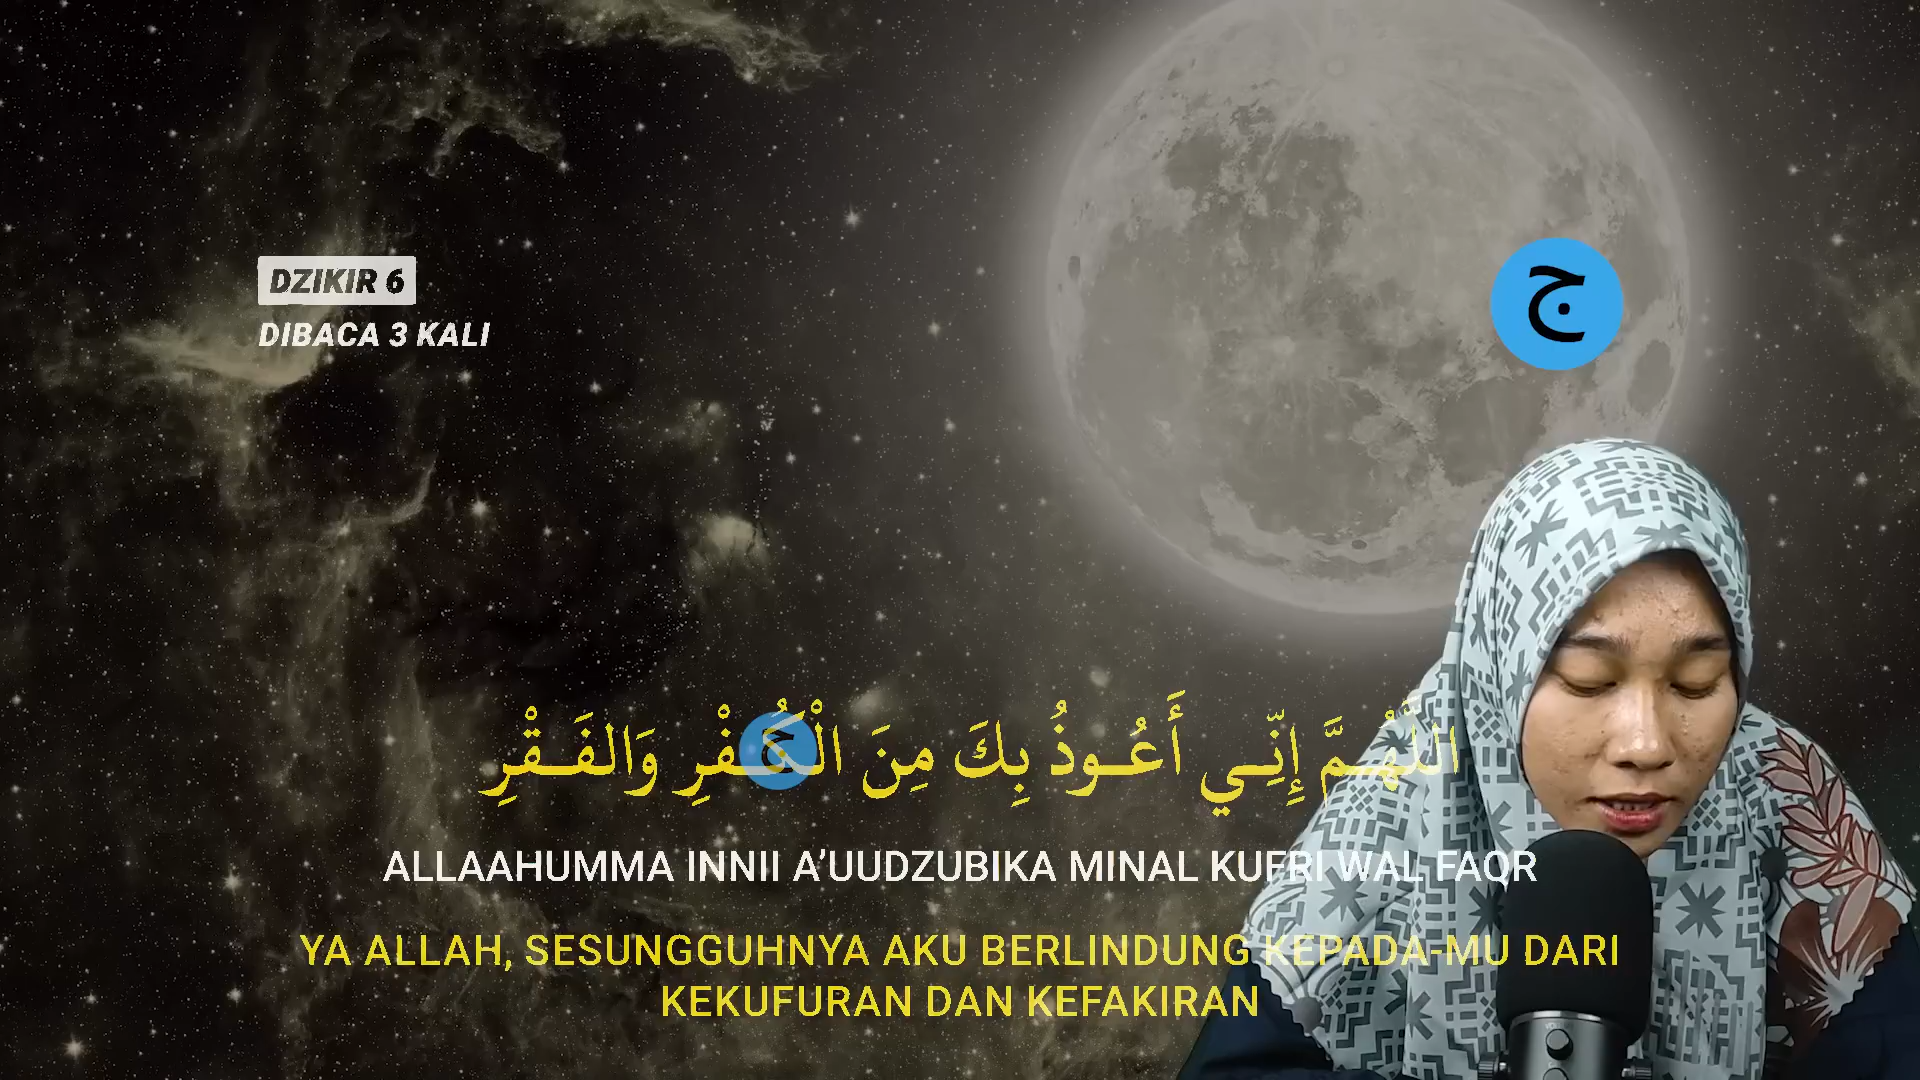 DZIKIR 6
DIBACA 3 KALI
ج
اللَّهُمَّ إِنِّي أَعُوذُ بِكَ مِنَ الْكُفْرِ وَالفَقْرِ
ج
ALLAAHUMMA INNII A’UUDZUBIKA MINAL KUFRI WAL FAQR
YA ALLAH, SESUNGGUHNYA AKU BERLINDUNG KEPADA-MU DARI
KEKUFURAN DAN KEFAKIRAN